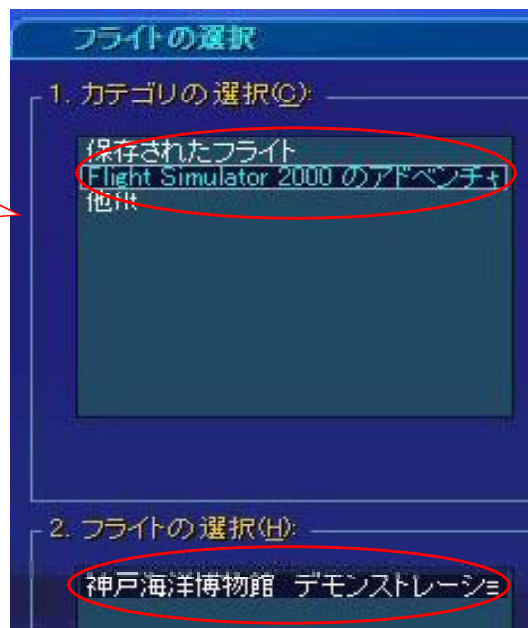 フライトの選択
1. カテゴリの選択(C):
保存されたフライト
Flight Simulator 2000 のアドベンチャ
他flt
2. フライトの選択(H):
神戸海洋博物館 デモンストレーシ